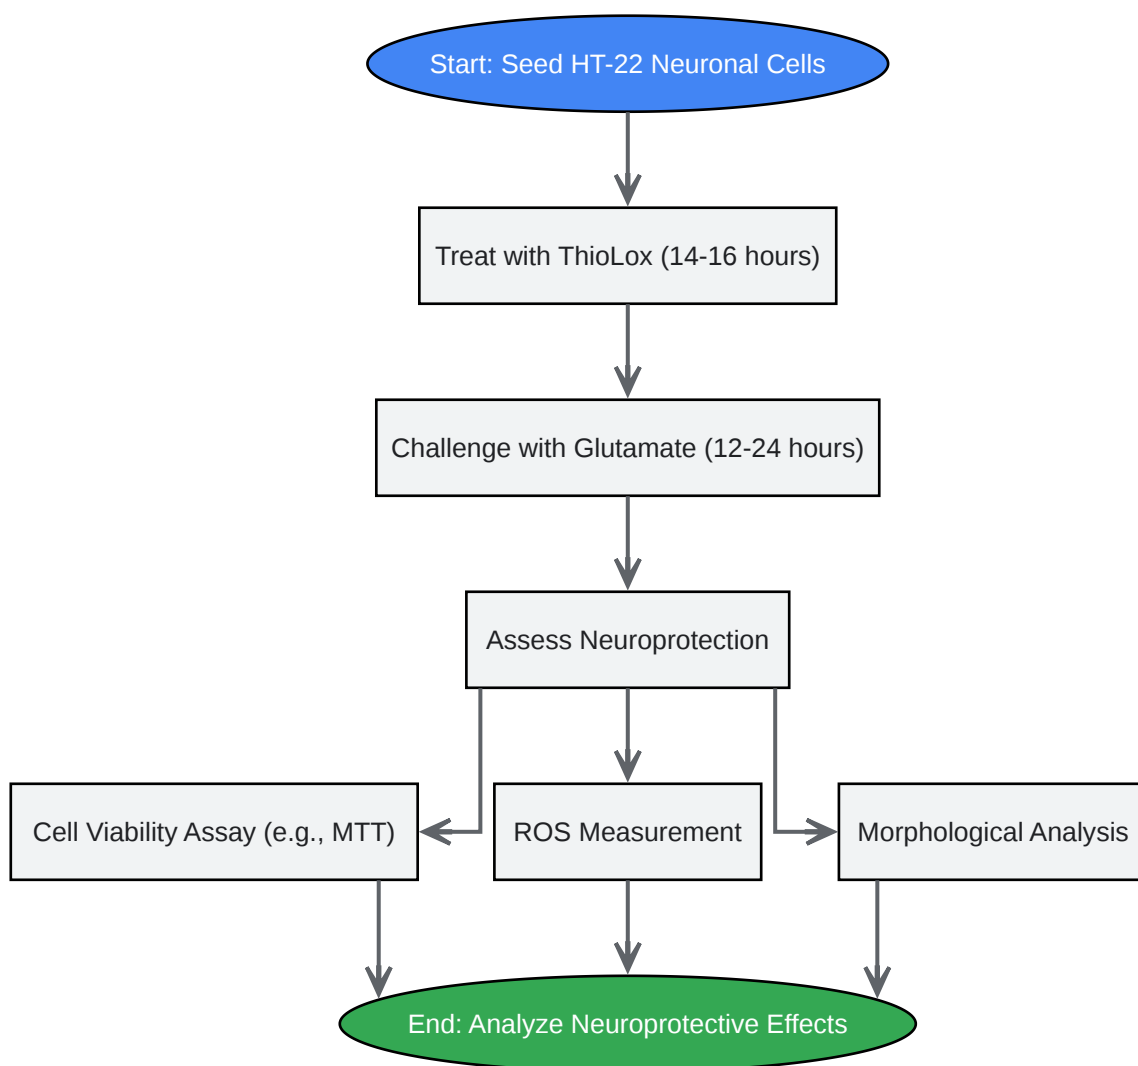 Start: Seed HT-22 Neuronal Cells
Treat with ThioLox (14-16 hours)
Challenge with Glutamate (12-24 hours)
Assess Neuroprotection
Cell Viability Assay (e.g., MTT)
ROS Measurement
Morphological Analysis
End: Analyze Neuroprotective Effects